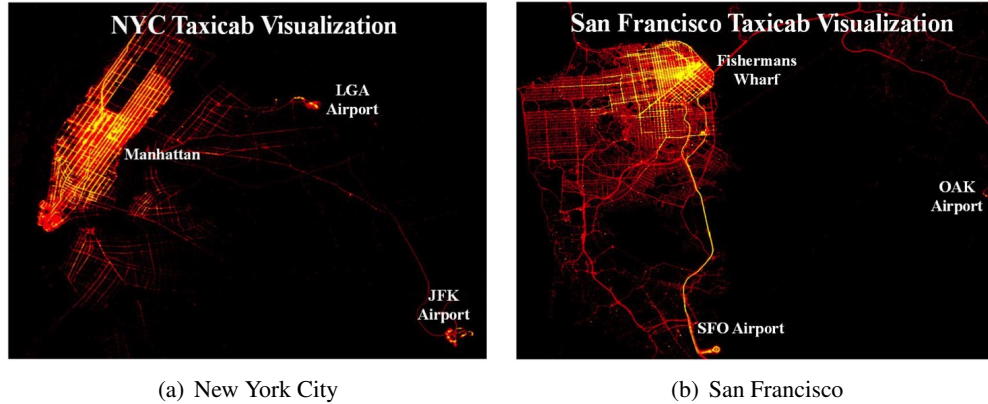 NYC Taxicab Visualization
LGA
Airport
Manhattan
JFK
Airport
(a) New York City
San Francisco Taxicab Visualization
Fishermans
Wharf
OAK
Airport
SFO Airport
(b) San Francisco